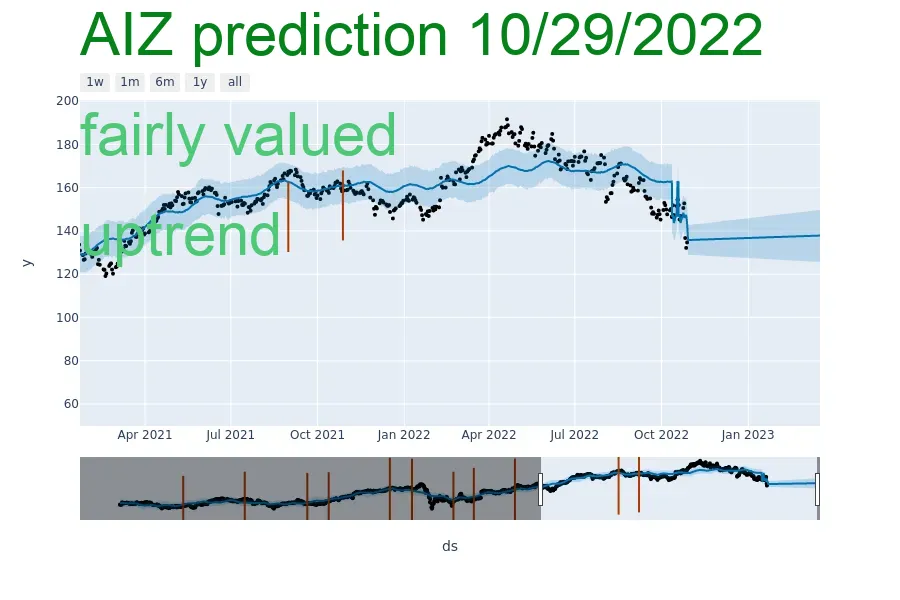 AIZ prediction 10/29/2022
1w 1m 6m 1y all
200
fairly valued
180
160
uptrend
140
y
120
100
80
60
Apr 2021 Jul 2021 Oct 2021 Jan 2022 Apr 2022 Jul 2022 Oct 2022 Jan 2023
ds